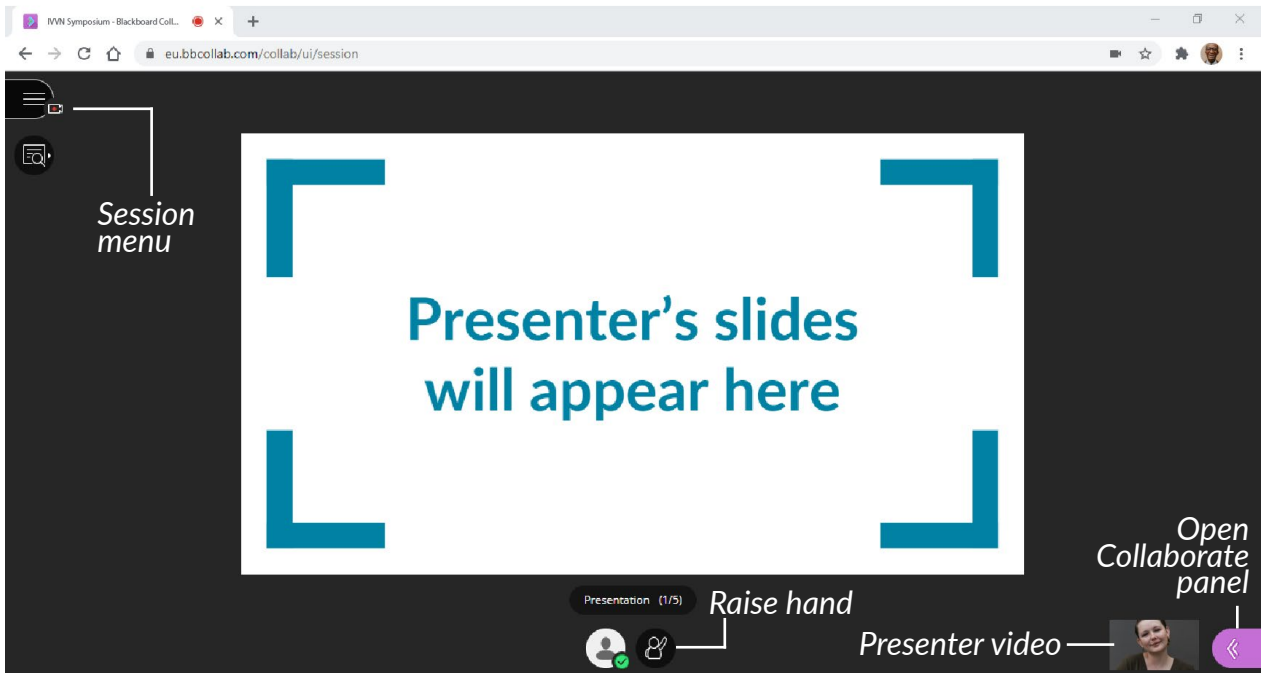 IVVN Symposium - Blackboard Coll...
eu.bbcollab.com/collab/ui/session
Session
menu
Presenter’s slides
will appear here
Presentation (1/5)
Raise hand
Presenter video
Open
Collaborate
panel